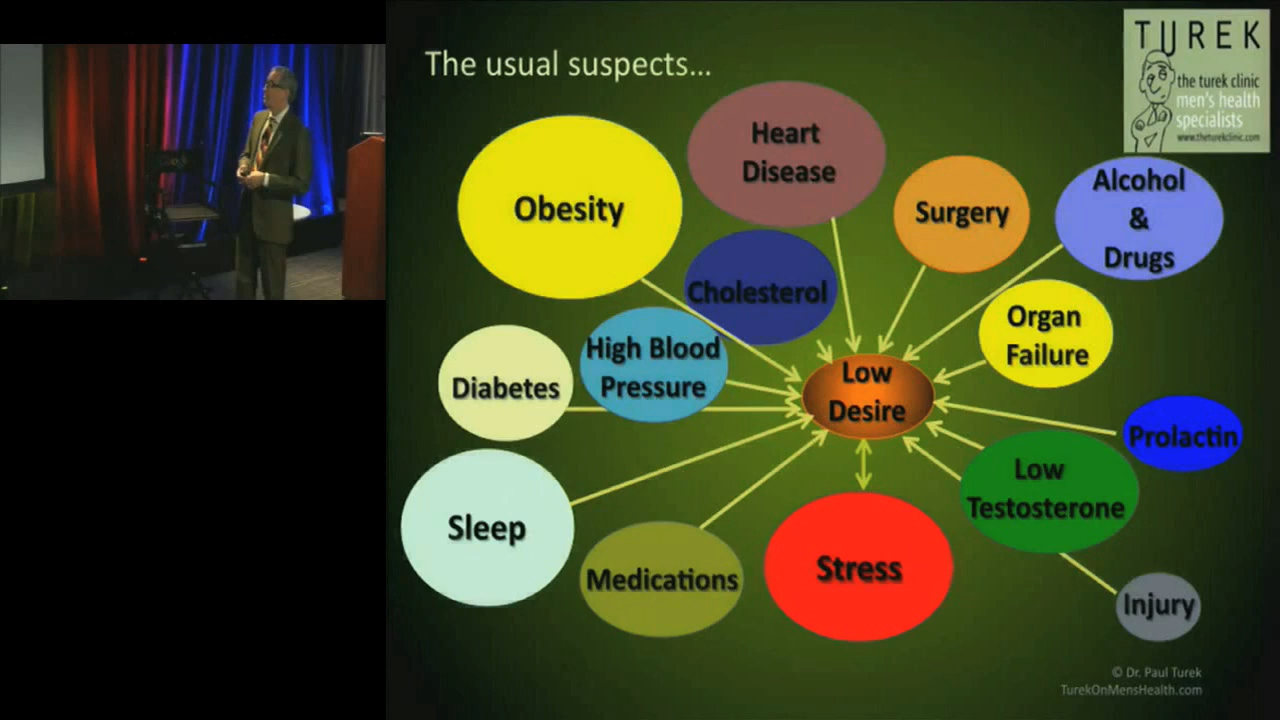 The usual suspects...
TUREK
the turek clinic
men's health
specialists
www.theturekclinic.com
Obesity
Heart
Disease
Surgery
Alcohol
&
Drugs
Cholesterol
Organ
Failure
High Blood
Pressure
Diabetes
Low
Desire
Prolactin
Low
Testosterone
Sleep
Medications
Stress
Injury
© Dr. Paul Turek
TurekOnMensHealth.com